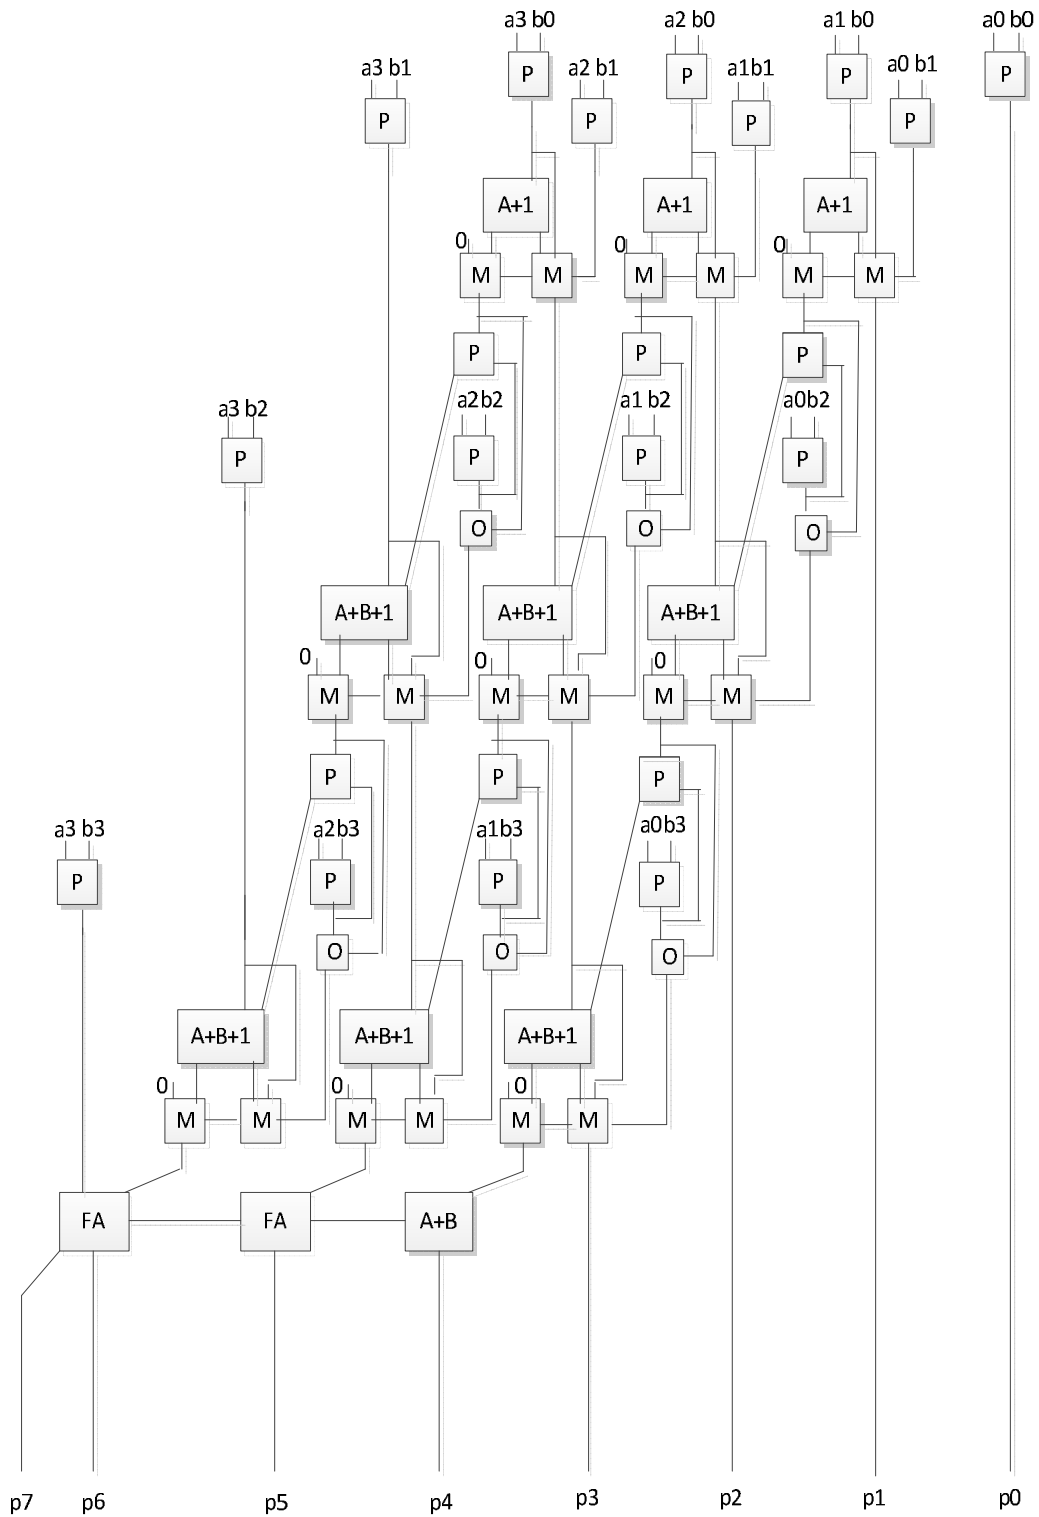 a3 b0 a2 b0 a1 b0 a0 b0
a3 b1 a2 b1 a1b1 a0 b1
P P P P
P P P P
A+1 A+1 A+1
0 0 0
M M M M M M
P P P
a2b2 a1 b2 a0b2
a3 b2
P P P P
O O O
A+B+1 A+B+1 A+B+1
0 0 0
M M M M M M
P P P
a3 b3 a2b3 a1b3 a0b3
P P P P
O O O
A+B+1 A+B+1 A+B+1
0 0 0
M M M M M M
FA FA A+B
p7 p6 p5 p4 p3 p2 p1 p0